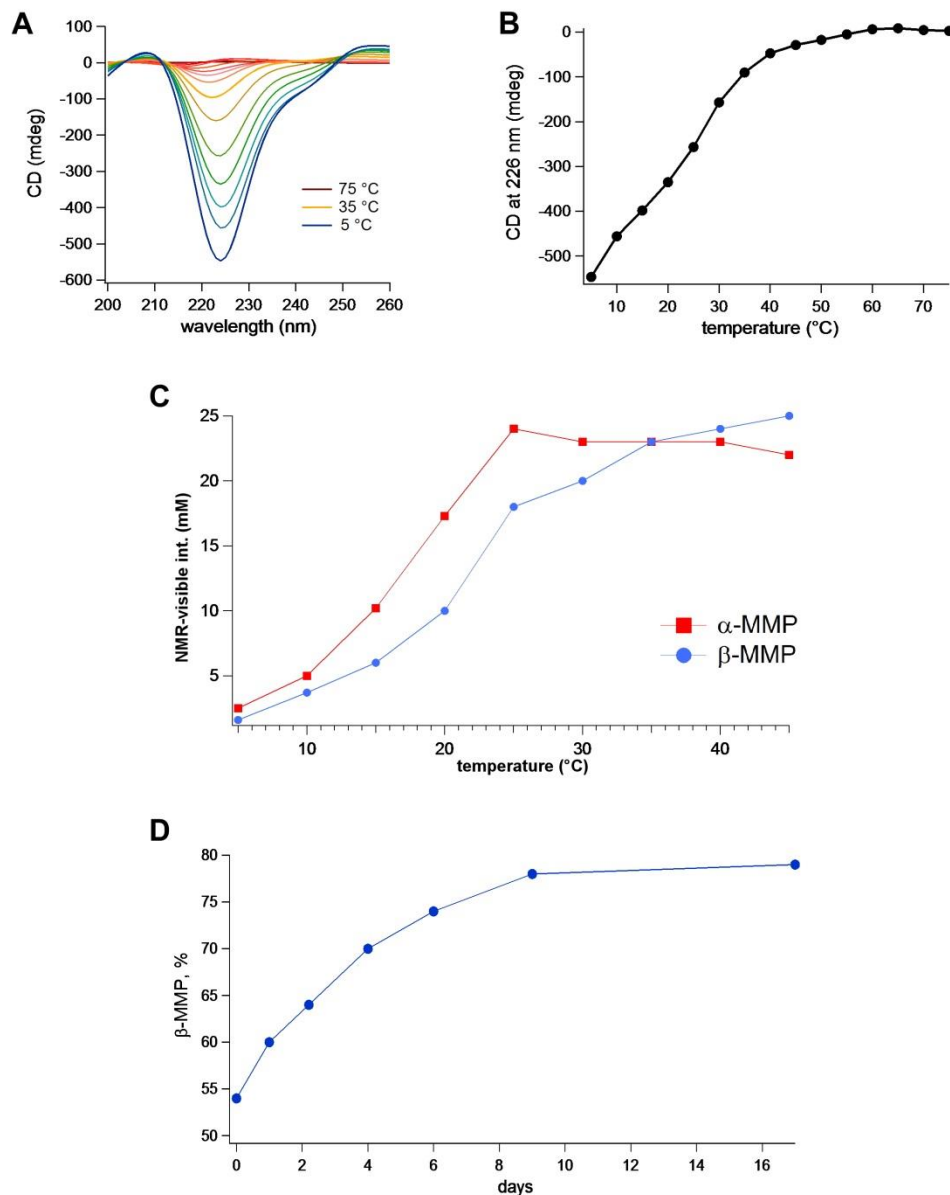 A
100
0
-100
-200
-300
-400
-500
-600
CD (mdeg)
75 °C
35 °C
5 °C
200 210 220 230 240 250 260
wavelength (nm)
B
0
-100
-200
-300
-400
-500
CD at 226 nm (mdeg)
10 20 30 40 50 60 70
temperature (°C)
C
25
20
15
10
5
NMR-visible int. (mM)
α-MMP
β-MMP
10 20 30 40
temperature (°C)
D
80
75
70
65
60
55
50
β-MMP, %
0 2 4 6 8 10 12 14 16
days